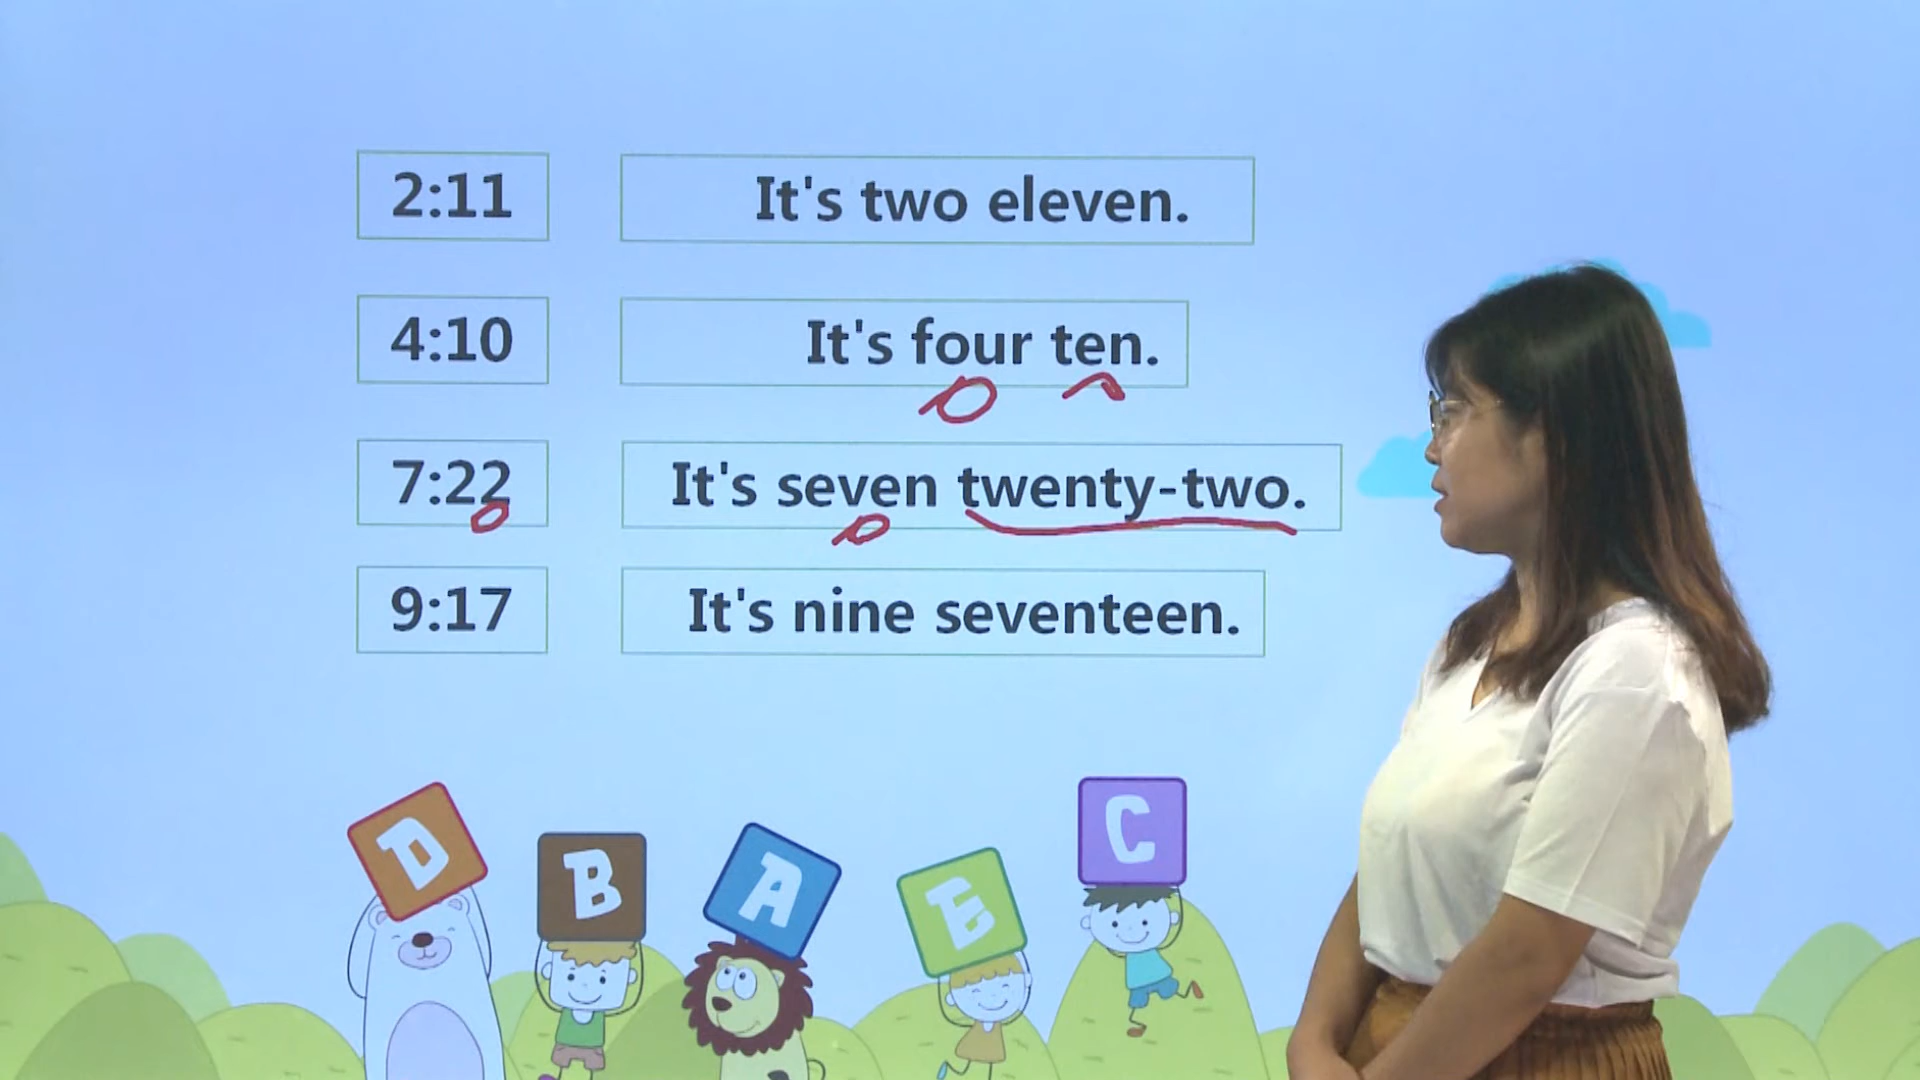 2:11 It's two eleven.
4:10 It's four ten.
7:22 It's seven twenty-two.
9:17 It's nine seventeen.
D B A E C